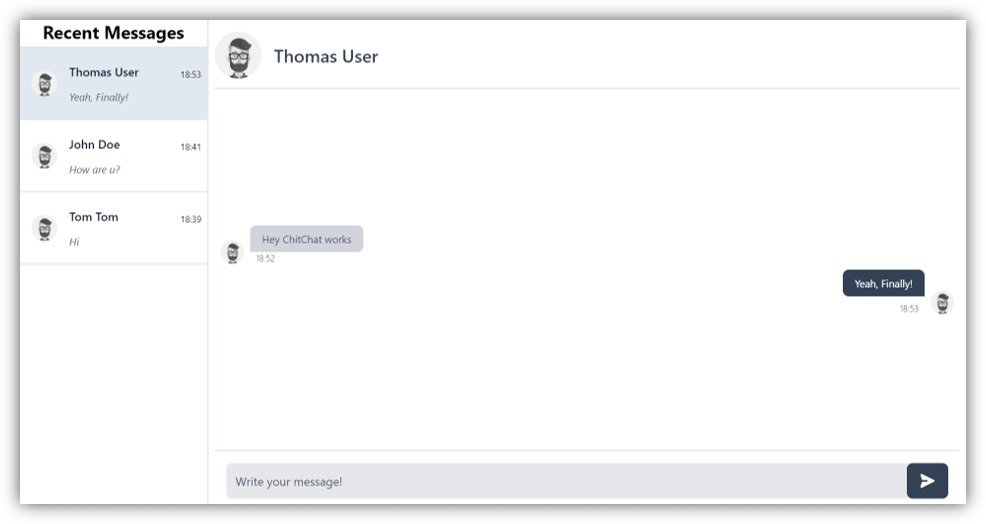 Recent Messages
Thomas User
18:53
Yeah, Finally!
John Doe
18:41
How are u?
Tom Tom
18:39
Hi
Thomas User
Hey ChitChat works
18:52
Yeah, Finally!
18:53
Write your message!